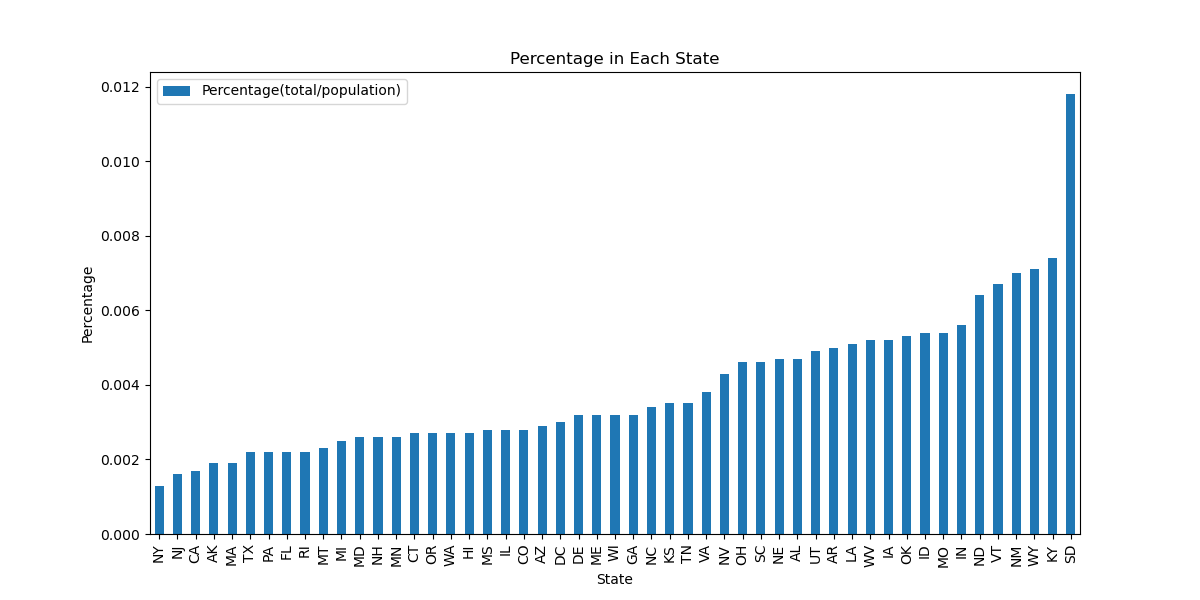 Percentage in Each State
Percentage(total/population)
0.012
0.010
0.008
0.006
0.004
0.002
0.000
Percentage
NY NJ CA AK MA TX PA FL RI MT MI MD NH MN CT OR WA HI MS IL CO AZ DC DE ME WI GA NC KS TN VA NV OH SC NE AL UT AR LA WV IA OK ID MO IN ND VT NM WY KY SD
State